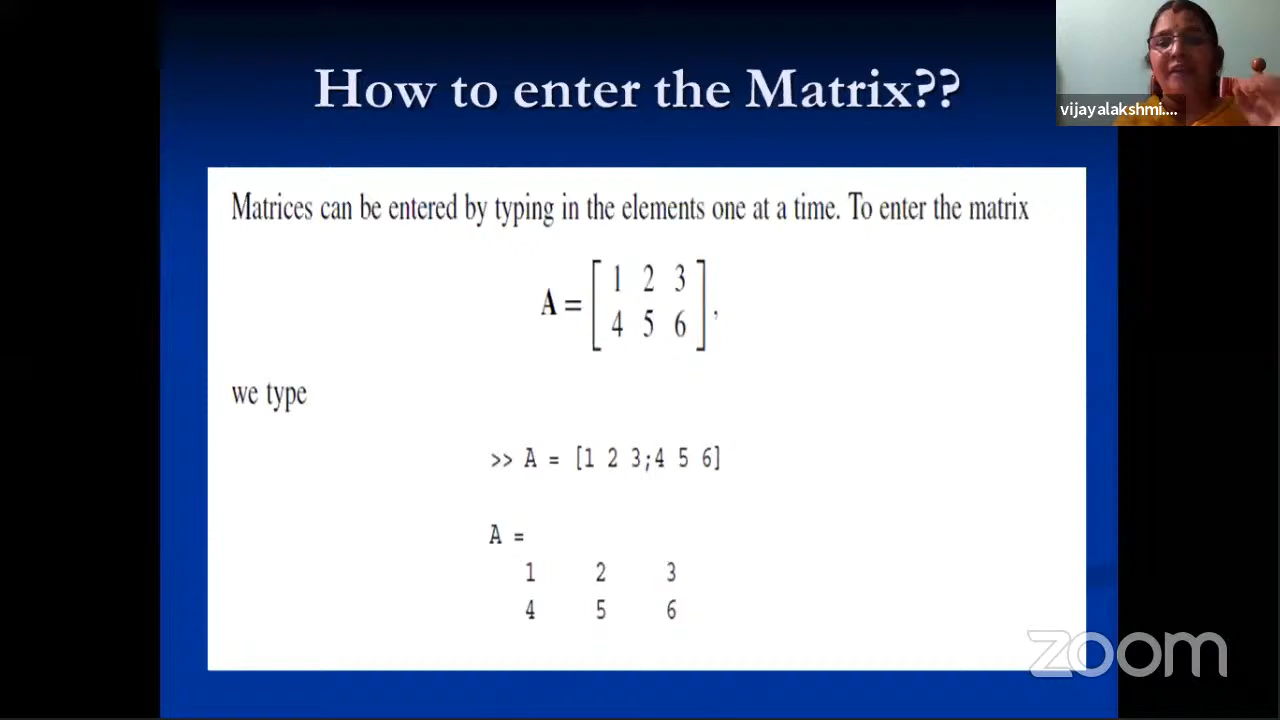 How to enter the Matrix??
vijayalakshmi....
Matrices can be entered by typing in the elements one at a time. To enter the matrix
A = [ 1 2 3
4 5 6 ],
we type
>> A = [1 2 3;4 5 6]
A =
1 2 3
4 5 6
zoom